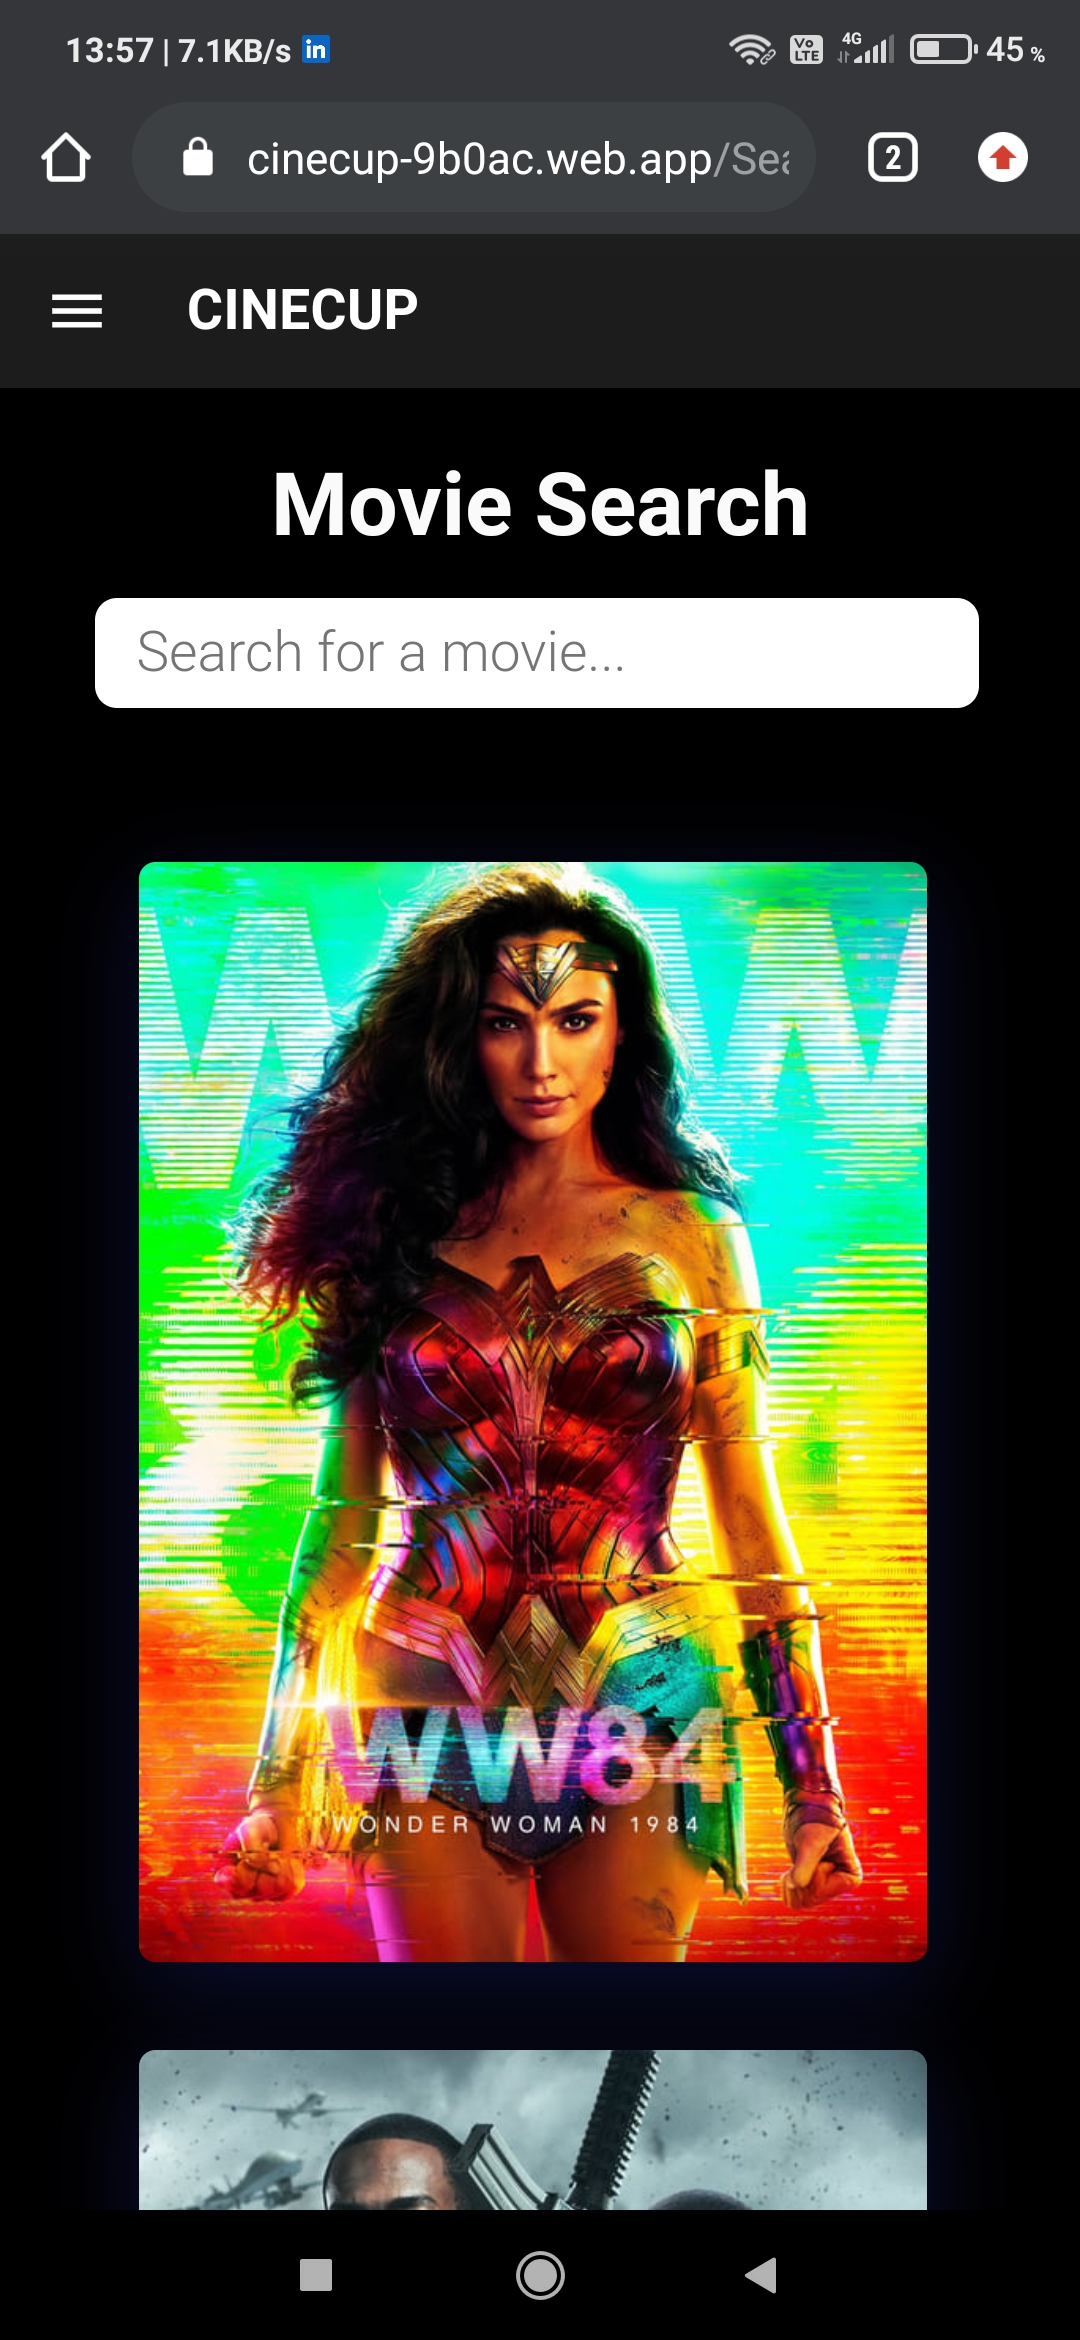 13:57 | 7.1KB/s in
Vo LTE 4G 45 %
cinecup-9b0ac.web.app/Sea
2
CINECUP
Movie Search
Search for a movie...
W W
WW84
WONDER WOMAN 1984